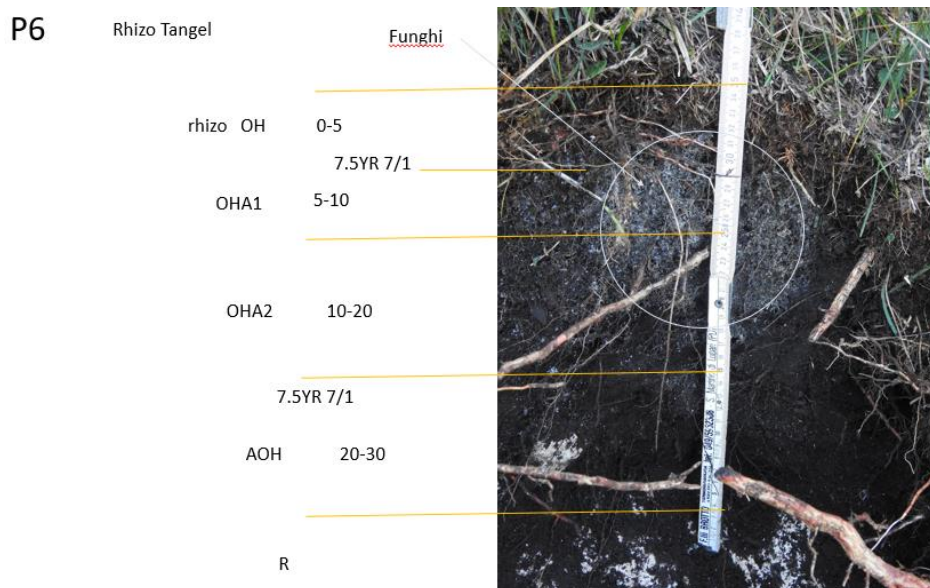 P6
Rhizo Tangel
Funghi
rhizo OH 0-5
7.5YR 7/1
OHA1 5-10
OHA2 10-20
7.5YR 7/1
AOH 20-30
R